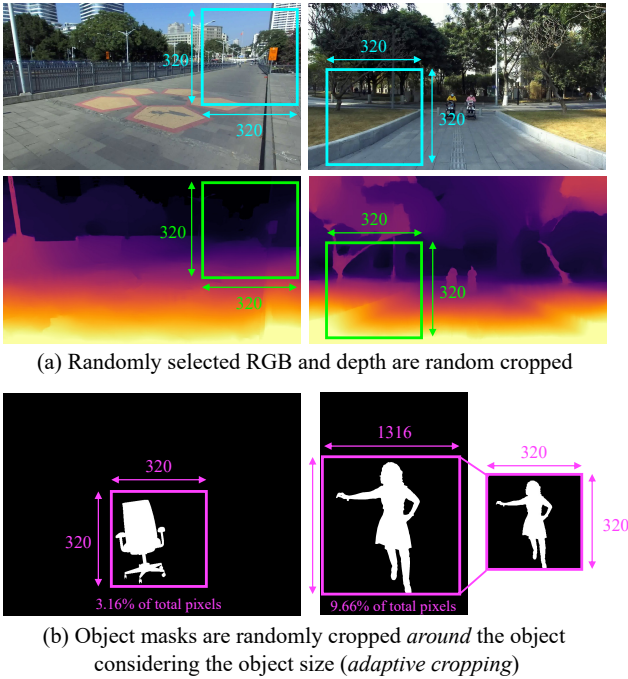 320
320
320
320
320
320
320
320
(a) Randomly selected RGB and depth are random cropped
320
320
3.16% of total pixels
1316
9.66% of total pixels
320
320
(b) Object masks are randomly cropped around the object
considering the object size (adaptive cropping)